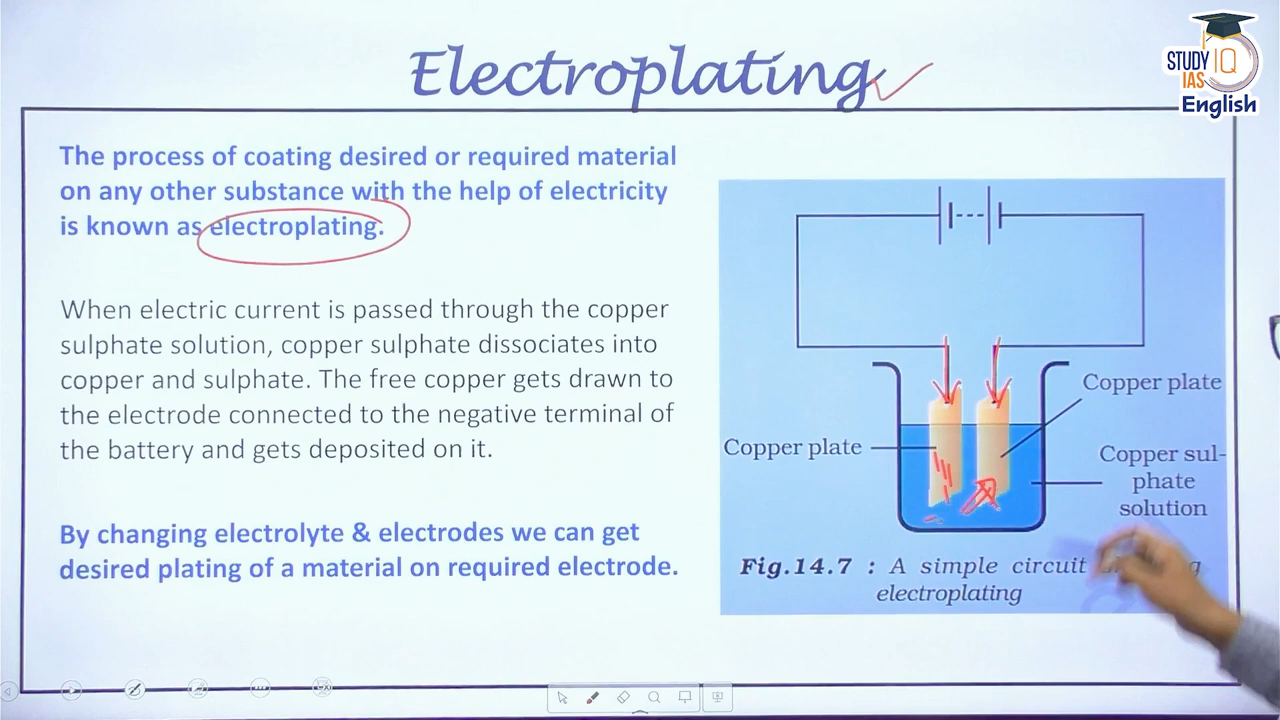 Electroplating
STUDY IQ
IAS
English
The process of coating desired or required material
on any other substance with the help of electricity
is known as electroplating.
When electric current is passed through the copper
sulphate solution, copper sulphate dissociates into
copper and sulphate. The free copper gets drawn to
the electrode connected to the negative terminal of
the battery and gets deposited on it.
By changing electrolyte & electrodes we can get
desired plating of a material on required electrode.
Copper plate
Copper plate
Copper sul-
phate
solution
Fig.14.7 : A simple circuit
electroplating